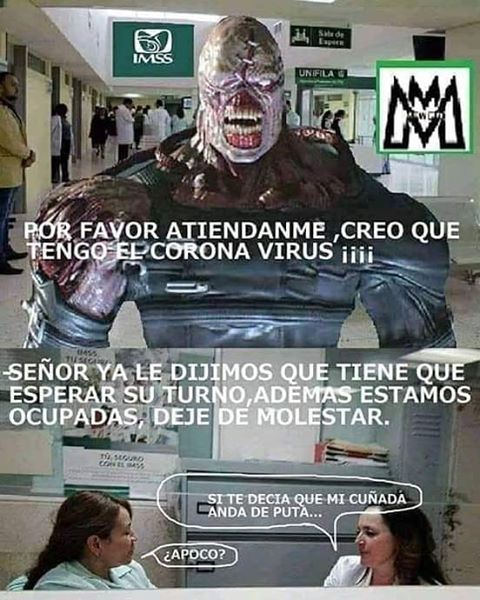 IMSS
Sala de
Espera
UNIFILA
POR FAVOR ATIENDANME ,CREO QUE
TENGO EL CORONA VIRUS ¡¡¡¡
IMSS
TU SEGURO
-SEÑOR YA LE DIJIMOS QUE TIENE QUE
ESPERAR SU TURNO,ADEMAS ESTAMOS
OCUPADAS, DEJE DE MOLESTAR.
TÚ, SEGURO
CON EL IMSS
SI TE DECIA QUE MI CUÑADA
ANDA DE PUTA...
¿APOCO?